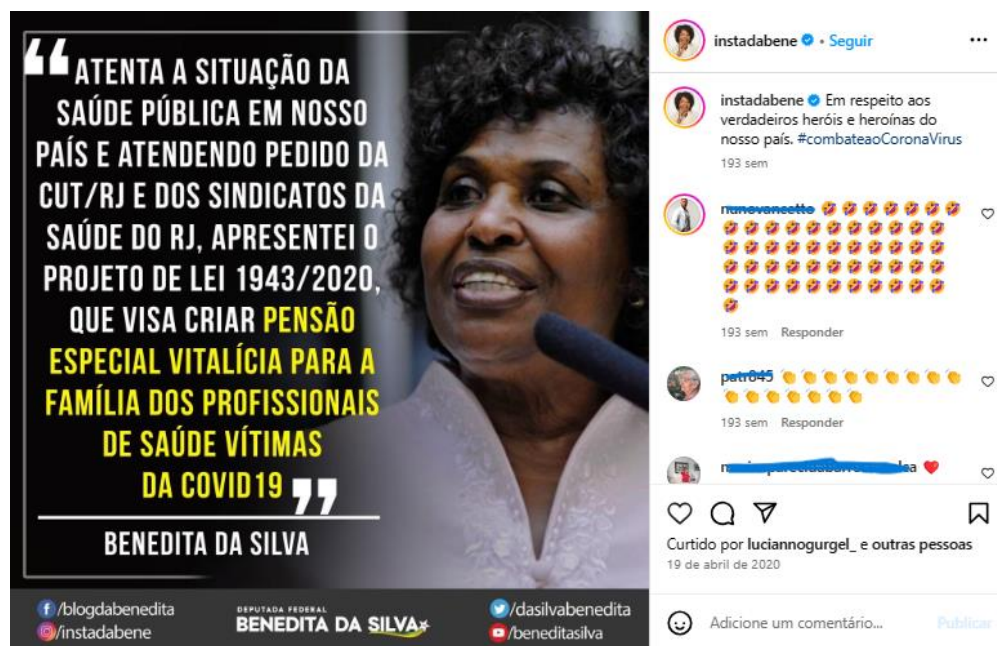 “ ATENTA A SITUAÇÃO DA
SAÚDE PÚBLICA EM NOSSO
PAÍS E ATENDENDO PEDIDO DA
CUT/RJ E DOS SINDICATOS DA
SAÚDE DO RJ, APRESENTEI O
PROJETO DE LEI 1943/2020,
QUE VISA CRIAR PENSÃO
ESPECIAL VITALÍCIA PARA A
FAMÍLIA DOS PROFISSIONAIS
DE SAÚDE VÍTIMAS
DA COVID19 ”
BENEDITA DA SILVA
/blogdabenedita
/instadabene
DEPUTADA FEDERAL
BENEDITA DA SILVA
/dasilvabenedita
/beneditasilva
instadabene • Seguir
instadabene Em respeito aos
verdadeiros heróis e heroínas do
nosso país. #combateaoCoronaVirus
193 sem
193 sem Responder
193 sem Responder
Curtido por luciannogurgel_ e outras pessoas
19 de abril de 2020
Adicione um comentário...
Publicar